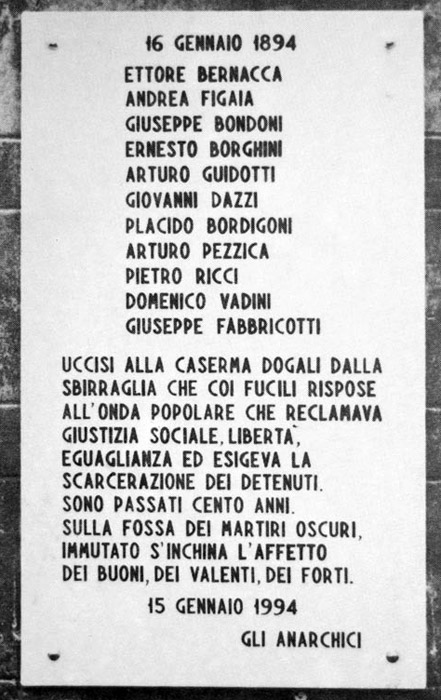 16 GENNAIO 1894
ETTORE BERNACCA
ANDREA FIGAIA
GIUSEPPE BONDONI
ERNESTO BORGHINI
ARTURO GUIDOTTI
GIOVANNI DAZZI
PLACIDO BORDIGONI
ARTURO PEZZICA
PIETRO RICCI
DOMENICO VADINI
GIUSEPPE FABBRICOTTI
UCCISI ALLA CASERMA DOGALI DALLA
SBIRRAGLIA CHE COI FUCILI RISPOSE
ALL'ONDA POPOLARE CHE RECLAMAVA
GIUSTIZIA SOCIALE, LIBERTA',
EGUAGLIANZA ED ESIGEVA LA
SCARCERAZIONE DEI DETENUTI.
SONO PASSATI CENTO ANNI.
SULLA FOSSA DEI MARTIRI OSCURI,
IMMUTATO S'INCHINA L'AFFETTO
DEI BUONI, DEI VALENTI, DEI FORTI.
15 GENNAIO 1994
GLI ANARCHICI